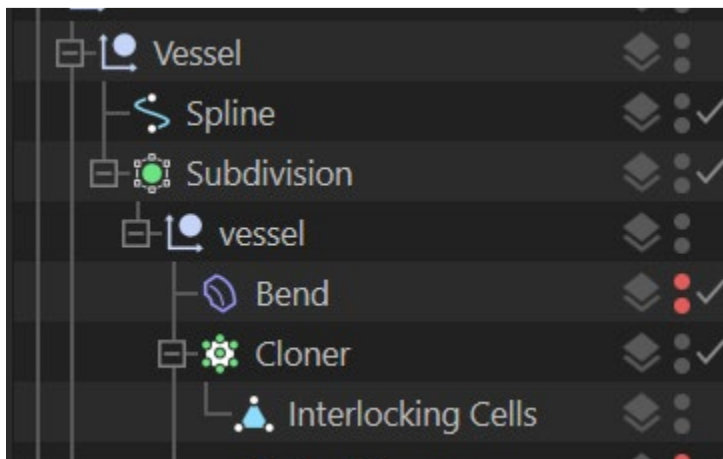 Vessel
Spline
Subdivision
vessel
Bend
Cloner
Interlocking Cells